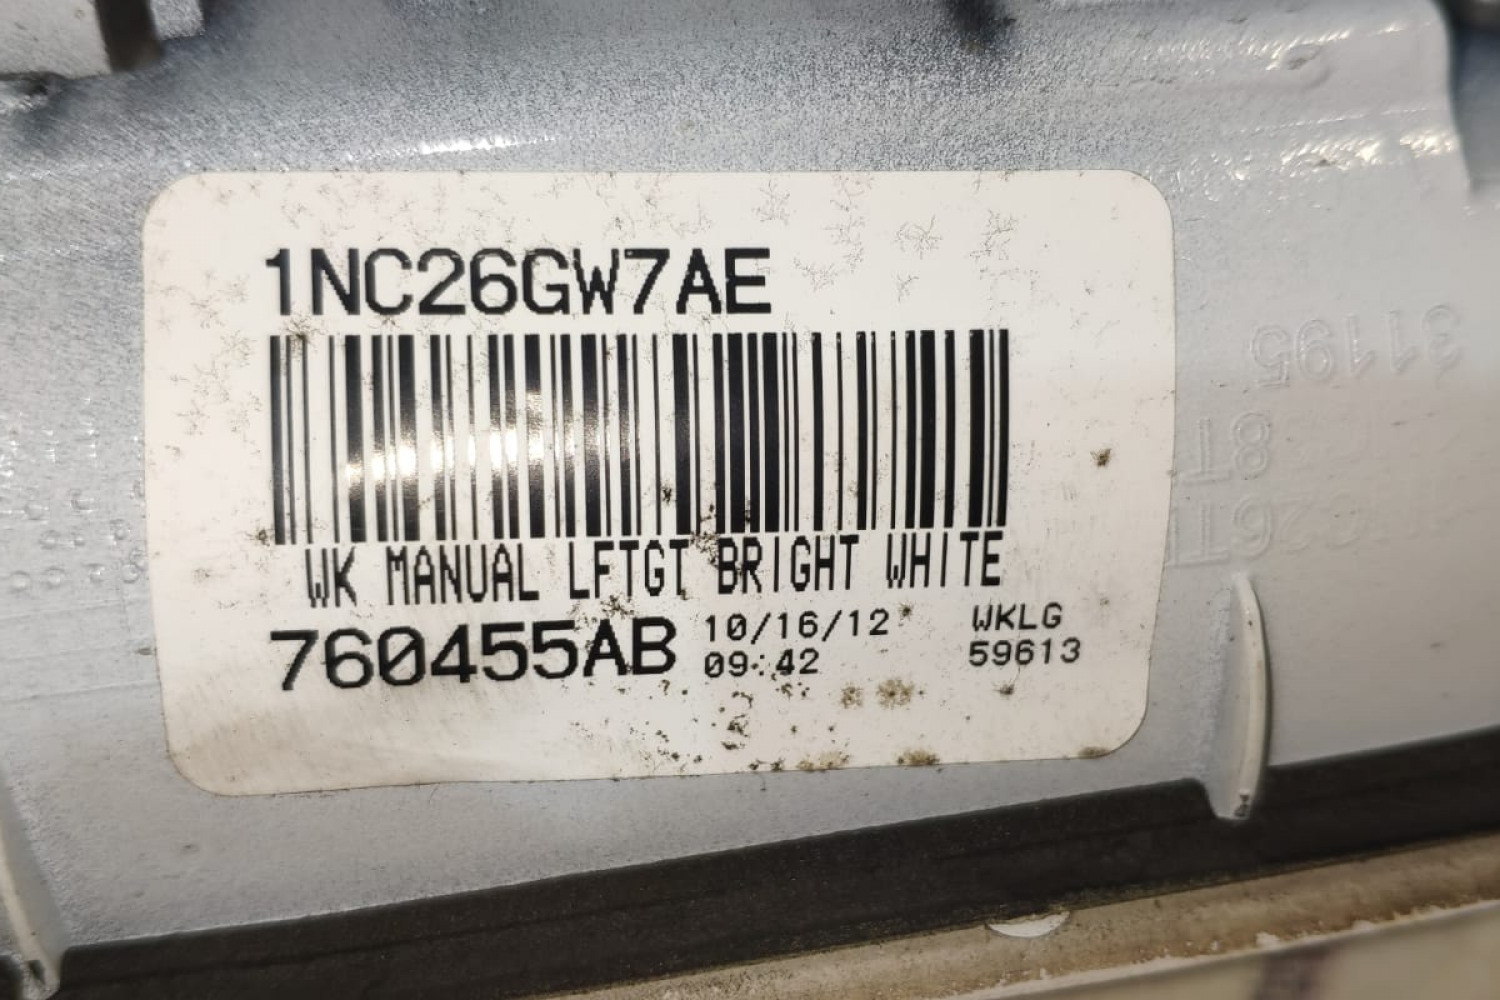 1NC26GW7AE
WK MANUAL LFTGT BRIGHT WHITE
760455AB 10/16/12 WKLG
09:42 59613
31195